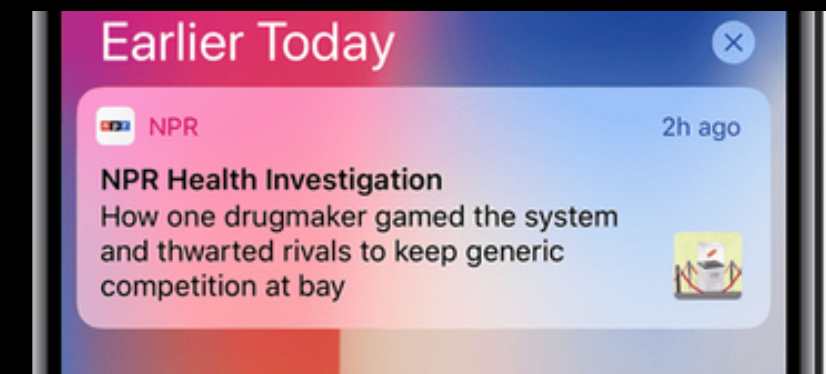 Earlier Today
NPR
2h ago
NPR Health Investigation
How one drugmaker gamed the system
and thwarted rivals to keep generic
competition at bay